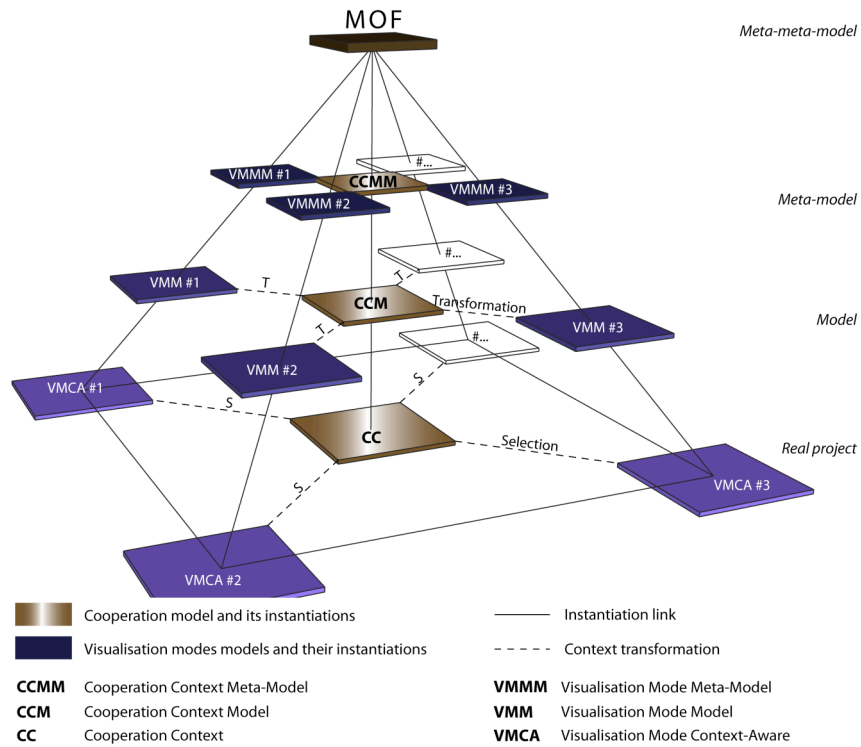 MOF
Meta-meta-model
#...
VMMM #1
CCMM
VMMM #3
VMMM #2
Meta-model
#...
VMM #1
T
T
CCM
Transformation
Model
VMM #3
T
#...
VMM #2
VMCA #1
S
S
CC
Selection
Real project
S
VMCA #3
VMCA #2
Cooperation model and its instantiations
Instantiation link
Visualisation modes models and their instantiations
Context transformation
CCMM Cooperation Context Meta-Model
VMMM Visualisation Mode Meta-Model
CCM Cooperation Context Model
VMM Visualisation Mode Model
CC Cooperation Context
VMCA Visualisation Mode Context-Aware